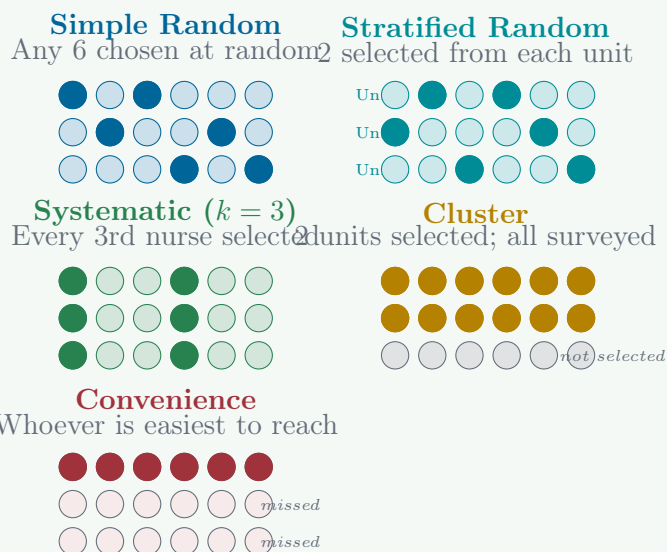 Simple Random
Any 6 chosen at random
Stratified Random
2 selected from each unit
Un
Un
Un
Systematic (k = 3)
Every 3rd nurse selected
Cluster
2 units selected; all surveyed
not selected
Convenience
Whoever is easiest to reach
missed
missed